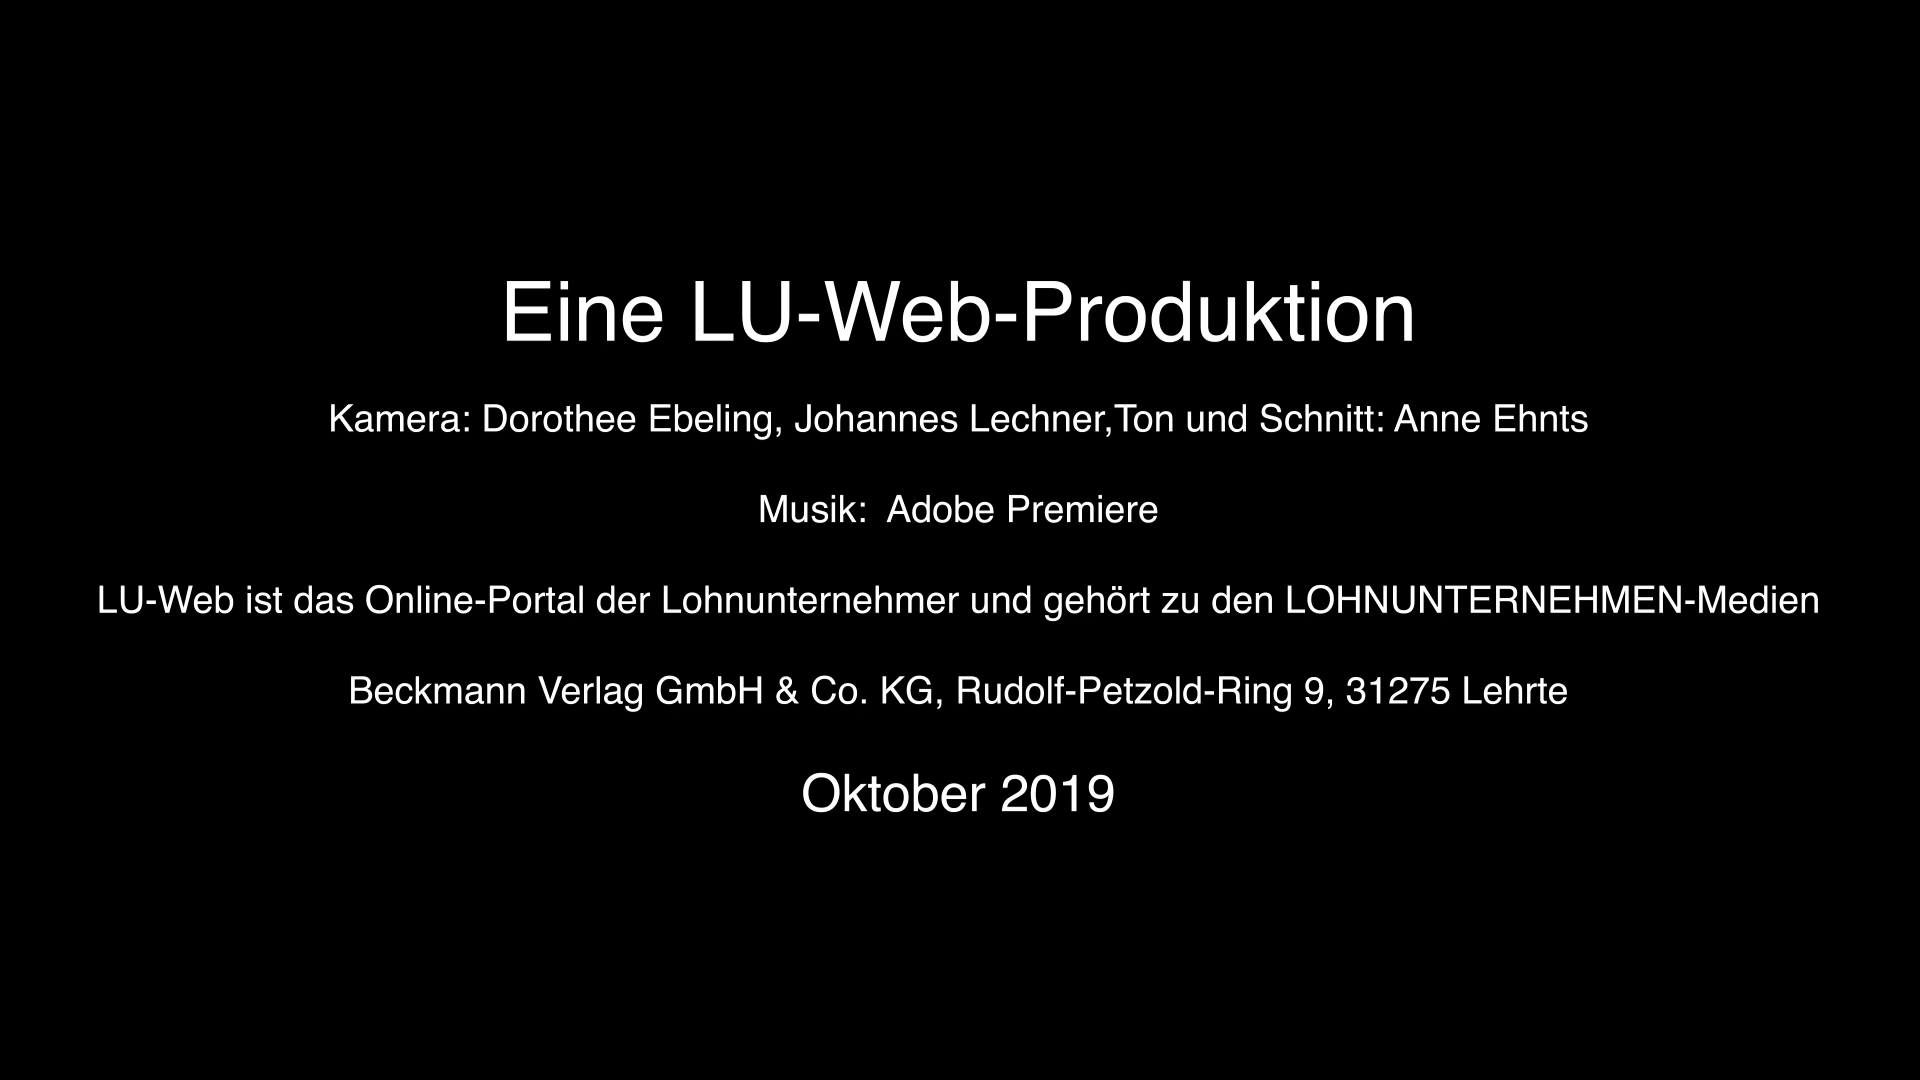 Eine LU-Web-Produktion
Kamera: Dorothee Ebeling, Johannes Lechner,Ton und Schnitt: Anne Ehnts
Musik:  Adobe Premiere
LU-Web ist das Online-Portal der Lohnunternehmer und gehört zu den LOHNUNTERNEHMEN-Medien
Beckmann Verlag GmbH & Co. KG, Rudolf-Petzold-Ring 9, 31275 Lehrte
Oktober 2019